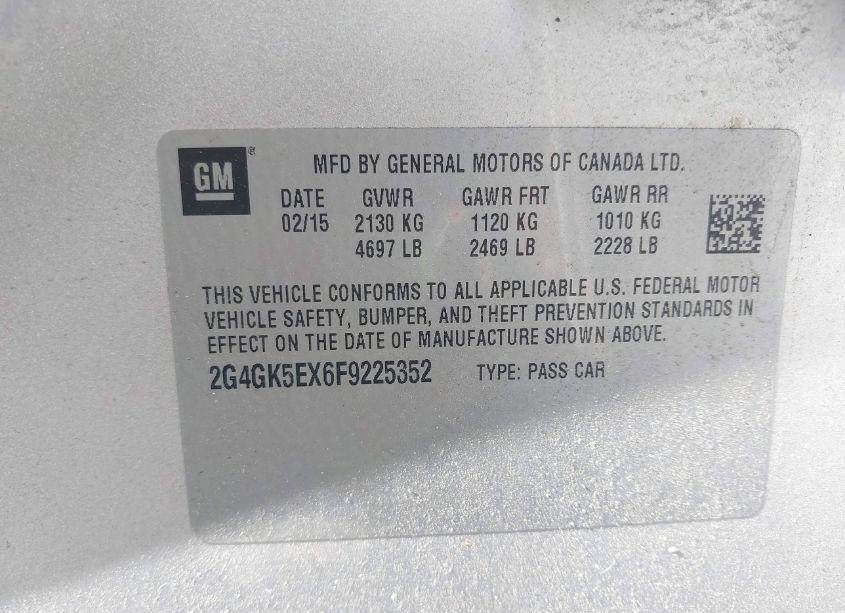 GM ®
MFD BY GENERAL MOTORS OF CANADA LTD.
DATE GVWR GAWR FRT GAWR RR
02/15 2130 KG 1120 KG 1010 KG
4697 LB 2469 LB 2228 LB
THIS VEHICLE CONFORMS TO ALL APPLICABLE U.S. FEDERAL MOTOR
VEHICLE SAFETY, BUMPER, AND THEFT PREVENTION STANDARDS IN
EFFECT ON THE DATE OF MANUFACTURE SHOWN ABOVE.
2G4GK5EX6F9225352 TYPE: PASS CAR